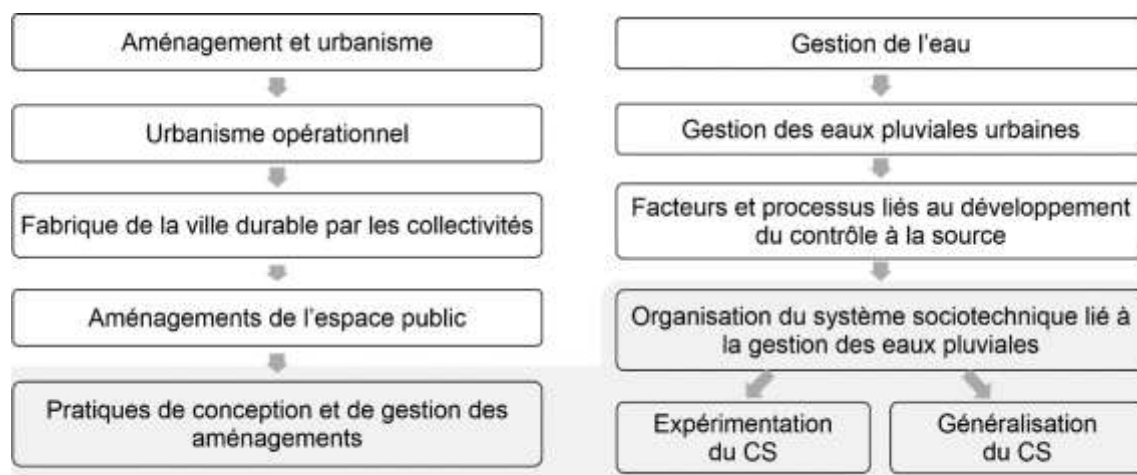 Aménagement et urbanisme
Urbanisme opérationnel
Fabrique de la ville durable par les collectivités
Aménagements de l'espace public
Pratiques de conception et de gestion des
aménagements
Gestion de l'eau
Gestion des eaux pluviales urbaines
Facteurs et processus liés au développement
du contrôle à la source
Organisation du système sociotechnique lié à
la gestion des eaux pluviales
Expérimentation
du CS
Généralisation
du CS